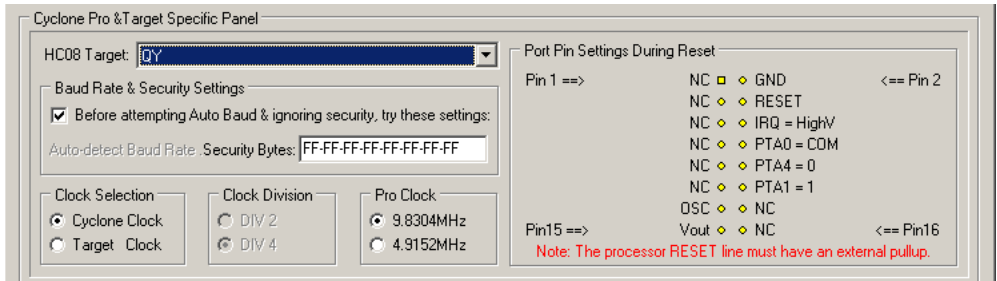 Cyclone Pro &Target Specific Panel
HC08 Target: QY
Baud Rate & Security Settings
Before attempting Auto Baud & ignoring security, try these settings:
Auto-detect Baud Rate .Security Bytes: FF-FF-FF-FF-FF-FF-FF-FF
Clock Selection
Cyclone Clock
Target Clock
Clock Division
DIV 2
DIV 4
Pro Clock
9.8304MHz
4.9152MHz
Port Pin Settings During Reset
Pin 1 ==> NC GND <== Pin 2
NC RESET
NC IRQ = HighV
NC PTA0 = COM
NC PTA4 = 0
NC PTA1 = 1
OSC NC
Pin15 ==> Vout NC <== Pin16
Note: The processor RESET line must have an external pullup.